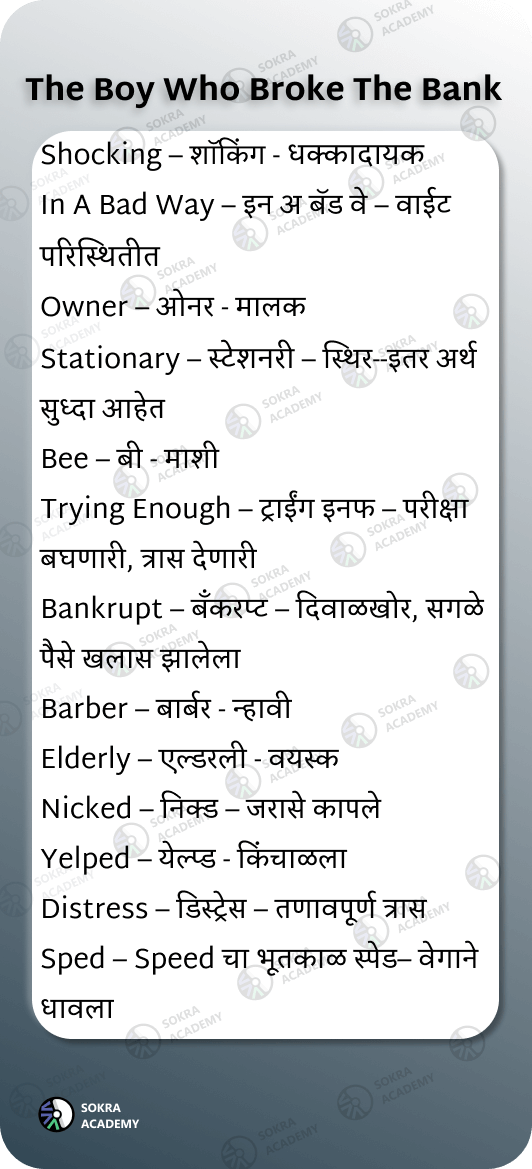 The Boy Who Broke The Bank
Shocking – शॉकिंग - धक्कादायक
In A Bad Way – इन अ बॅड वे – वाईट
परिस्थितीत
Owner – ओनर - मालक
Stationary – स्टेशनरी – स्थिर--इतर अर्थ
सुध्दा आहेत
Bee – बी - माशी
Trying Enough – ट्राईंग इनफ – परीक्षा
बघणारी, त्रास देणारी
Bankrupt – बँकरप्ट – दिवाळखोर, सगळे
पैसे खलास झालेला
Barber – बार्बर - न्हावी
Elderly – एल्डरली - वयस्क
Nicked – निक्ड – जरासे कापले
Yelped – येल्प्ड - किंचाळला
Distress – डिस्ट्रेस – तणावपूर्ण त्रास
Sped – Speed चा भूतकाळ स्पेड– वेगाने
धावला
SOKRA
ACADEMY